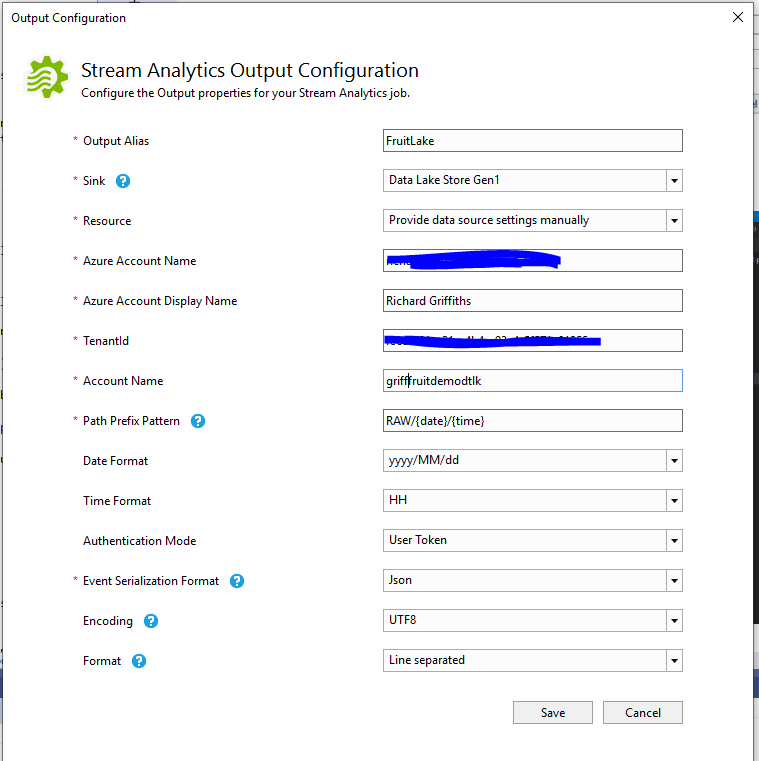 Output Configuration
Stream Analytics Output Configuration
Configure the Output properties for your Stream Analytics job.
* Output Alias FruitLake
* Sink ? Data Lake Store Gen1
* Resource Provide data source settings manually
* Azure Account Name
* Azure Account Display Name Richard Griffiths
* TenantId
* Account Name grifffruitdemodtlk
* Path Prefix Pattern ? RAW/{date}/{time}
Date Format yyyy/MM/dd
Time Format HH
Authentication Mode User Token
* Event Serialization Format ? Json
Encoding ? UTF8
Format ? Line separated
Save Cancel